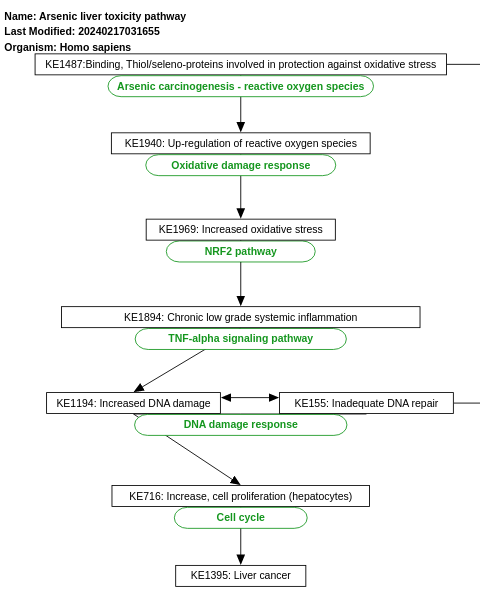 Name: Arsenic liver toxicity pathway
Last Modified: 20240217031655
Organism: Homo sapiens
KE1487:Binding, Thiol/seleno-proteins involved in protection against oxidative stress
Arsenic carcinogenesis - reactive oxygen species
KE1940: Up-regulation of reactive oxygen species
Oxidative damage response
KE1969: Increased oxidative stress
NRF2 pathway
KE1894: Chronic low grade systemic inflammation
TNF-alpha signaling pathway
KE1194: Increased DNA damage
KE155: Inadequate DNA repair
DNA damage response
KE716: Increase, cell proliferation (hepatocytes)
Cell cycle
KE1395: Liver cancer